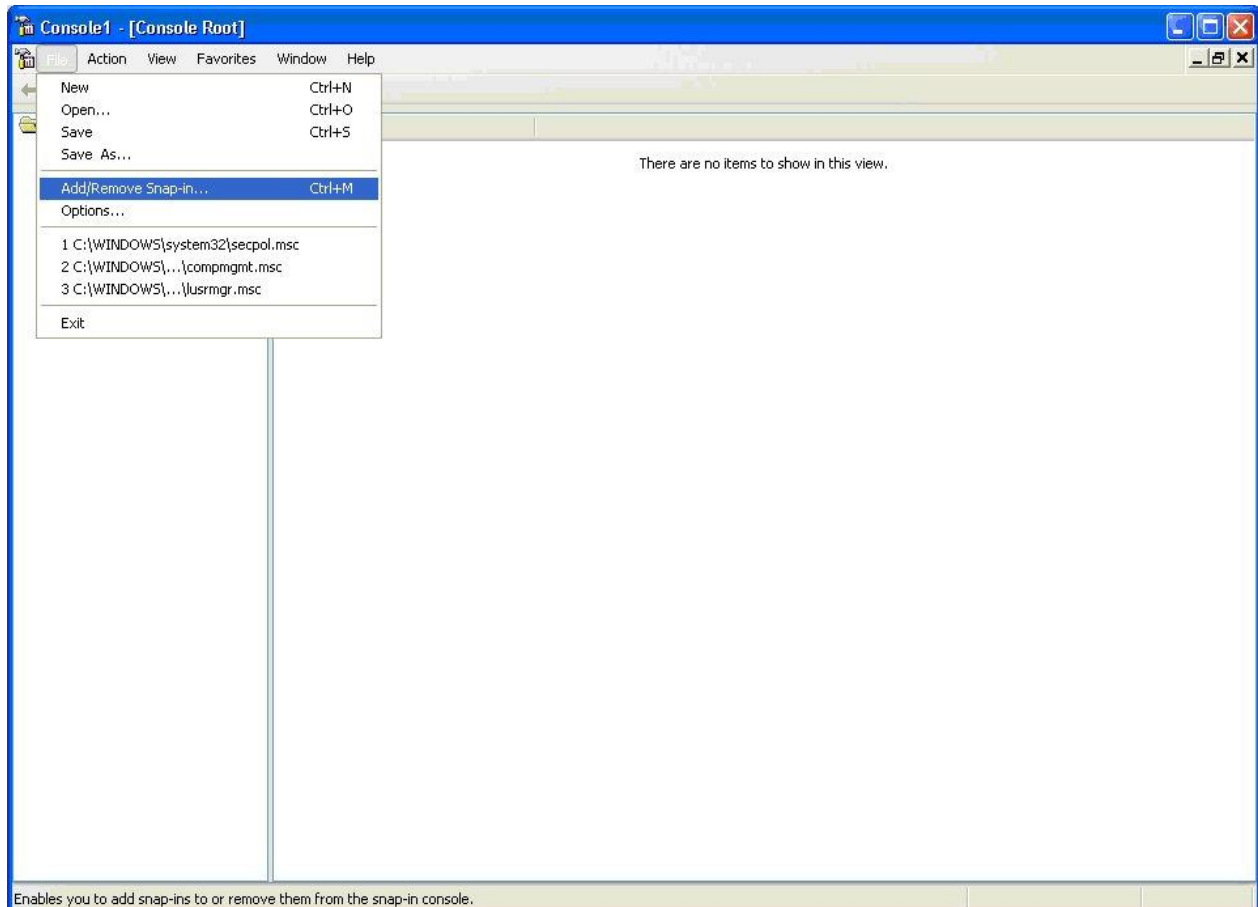 Console1 - [Console Root]
File Action View Favorites Window Help
New Ctrl+N
Open... Ctrl+O
Save Ctrl+S
Save As...
There are no items to show in this view.
Add/Remove Snap-in... Ctrl+M
Options...
1 C:\WINDOWS\system32\secpol.msc
2 C:\WINDOWS\...\compmgmt.msc
3 C:\WINDOWS\...\lusrmgr.msc
Exit
Enables you to add snap-ins to or remove them from the snap-in console.